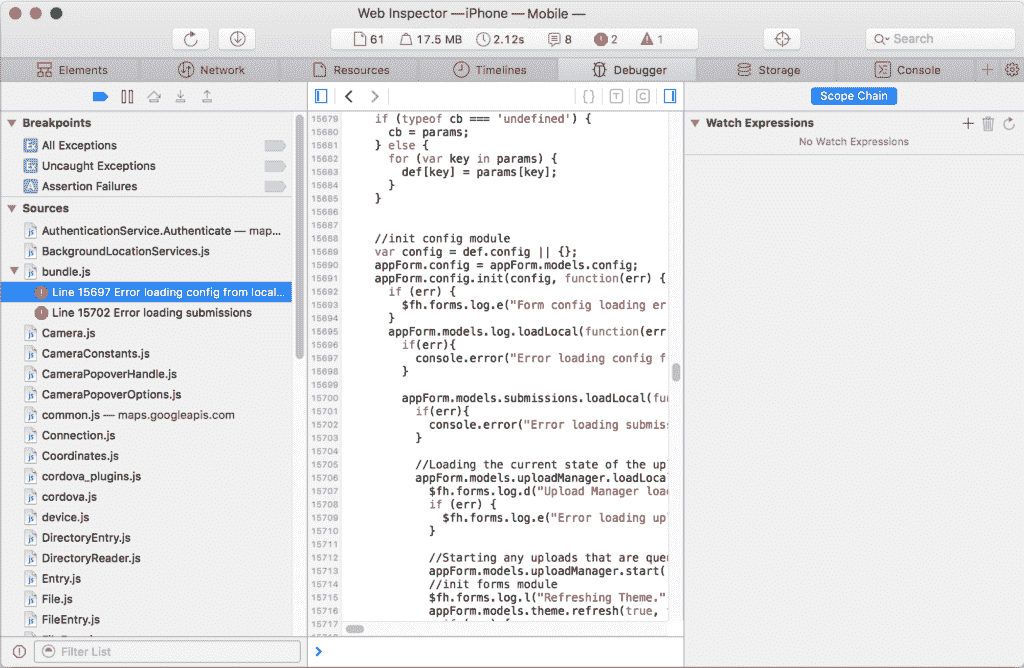 Web Inspector —iPhone — Mobile —
61 17.5 MB 2.12s 8 2 1 Search
Elements Network Resources Timelines Debugger Storage Console
{} T C Scope Chain
Breakpoints
All Exceptions
Uncaught Exceptions
Assertion Failures
Sources
AuthenticationService.Authenticate — map...
BackgroundLocationServices.js
bundle.js
Line 15697 Error loading config from local...
Line 15702 Error loading submissions
Camera.js
CameraConstants.js
CameraPopoverHandle.js
CameraPopoverOptions.js
common.js — maps.googleapis.com
Connection.js
Coordinates.js
cordova_plugins.js
cordova.js
device.js
DirectoryEntry.js
DirectoryReader.js
Entry.js
File.js
FileEntry.js
Filter List
15679 if (typeof cb === 'undefined') {
15680 cb = params;
15681 } else {
15682 for (var key in params) {
15683 def[key] = params[key];
15684 }
15685 }
15686
15687
15688 //init config module
15689 var config = def.config || {};
15690 appForm.config = appForm.models.config;
15691 appForm.config.init(config, function(err) {
15692 if (err) {
15693 $fh.forms.log.e("Form config loading er
15694 }
15695 appForm.models.log.loadLocal(function(err
15696 if(err){
15697 console.error("Error loading config f
15698 }
15699
15700 appForm.models.submissions.loadLocal(fu
15701 if(err){
15702 console.error("Error loading submis
15703 }
15704
15705 //Loading the current state of the upl
15706 appForm.models.uploadManager.loadLoca
15707 $fh.forms.log.d("Upload Manager loa
15708 if (err) {
15709 $fh.forms.log.e("Error loading up
15710 }
15711
15712 //Starting any uploads that are que
15713 appForm.models.uploadManager.start(
15714 //init forms module
15715 $fh.forms.log.l("Refreshing Theme."
15716 appForm.models.theme.refresh(true,
15717
Watch Expressions
No Watch Expressions